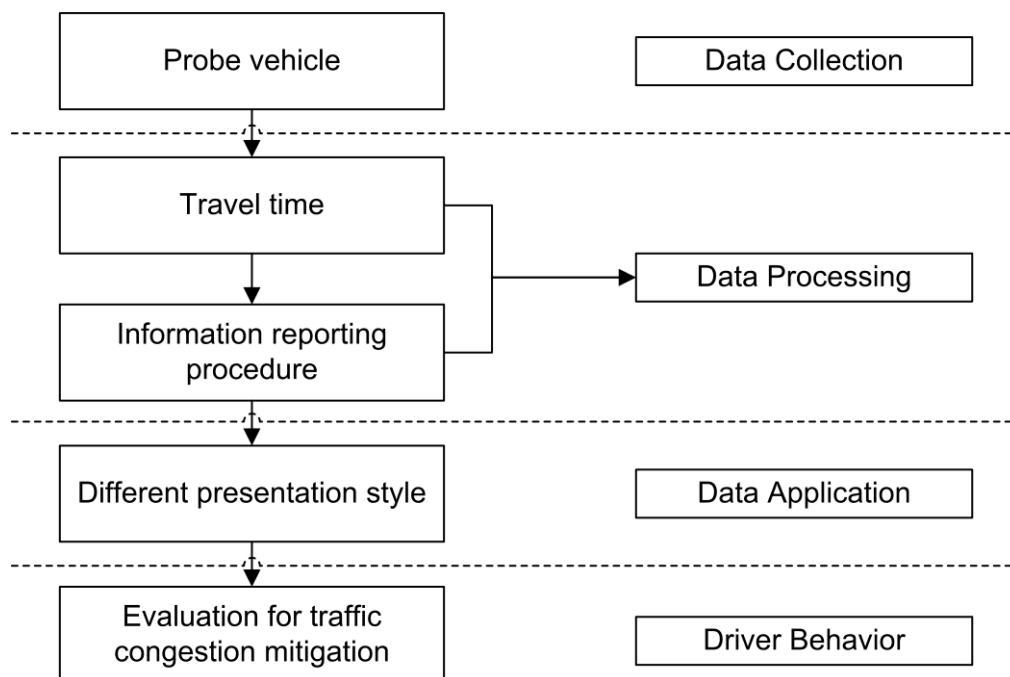 Probe vehicle
Data Collection
Travel time
Data Processing
Information reporting
procedure
Different presentation style
Data Application
Evaluation for traffic
congestion mitigation
Driver Behavior